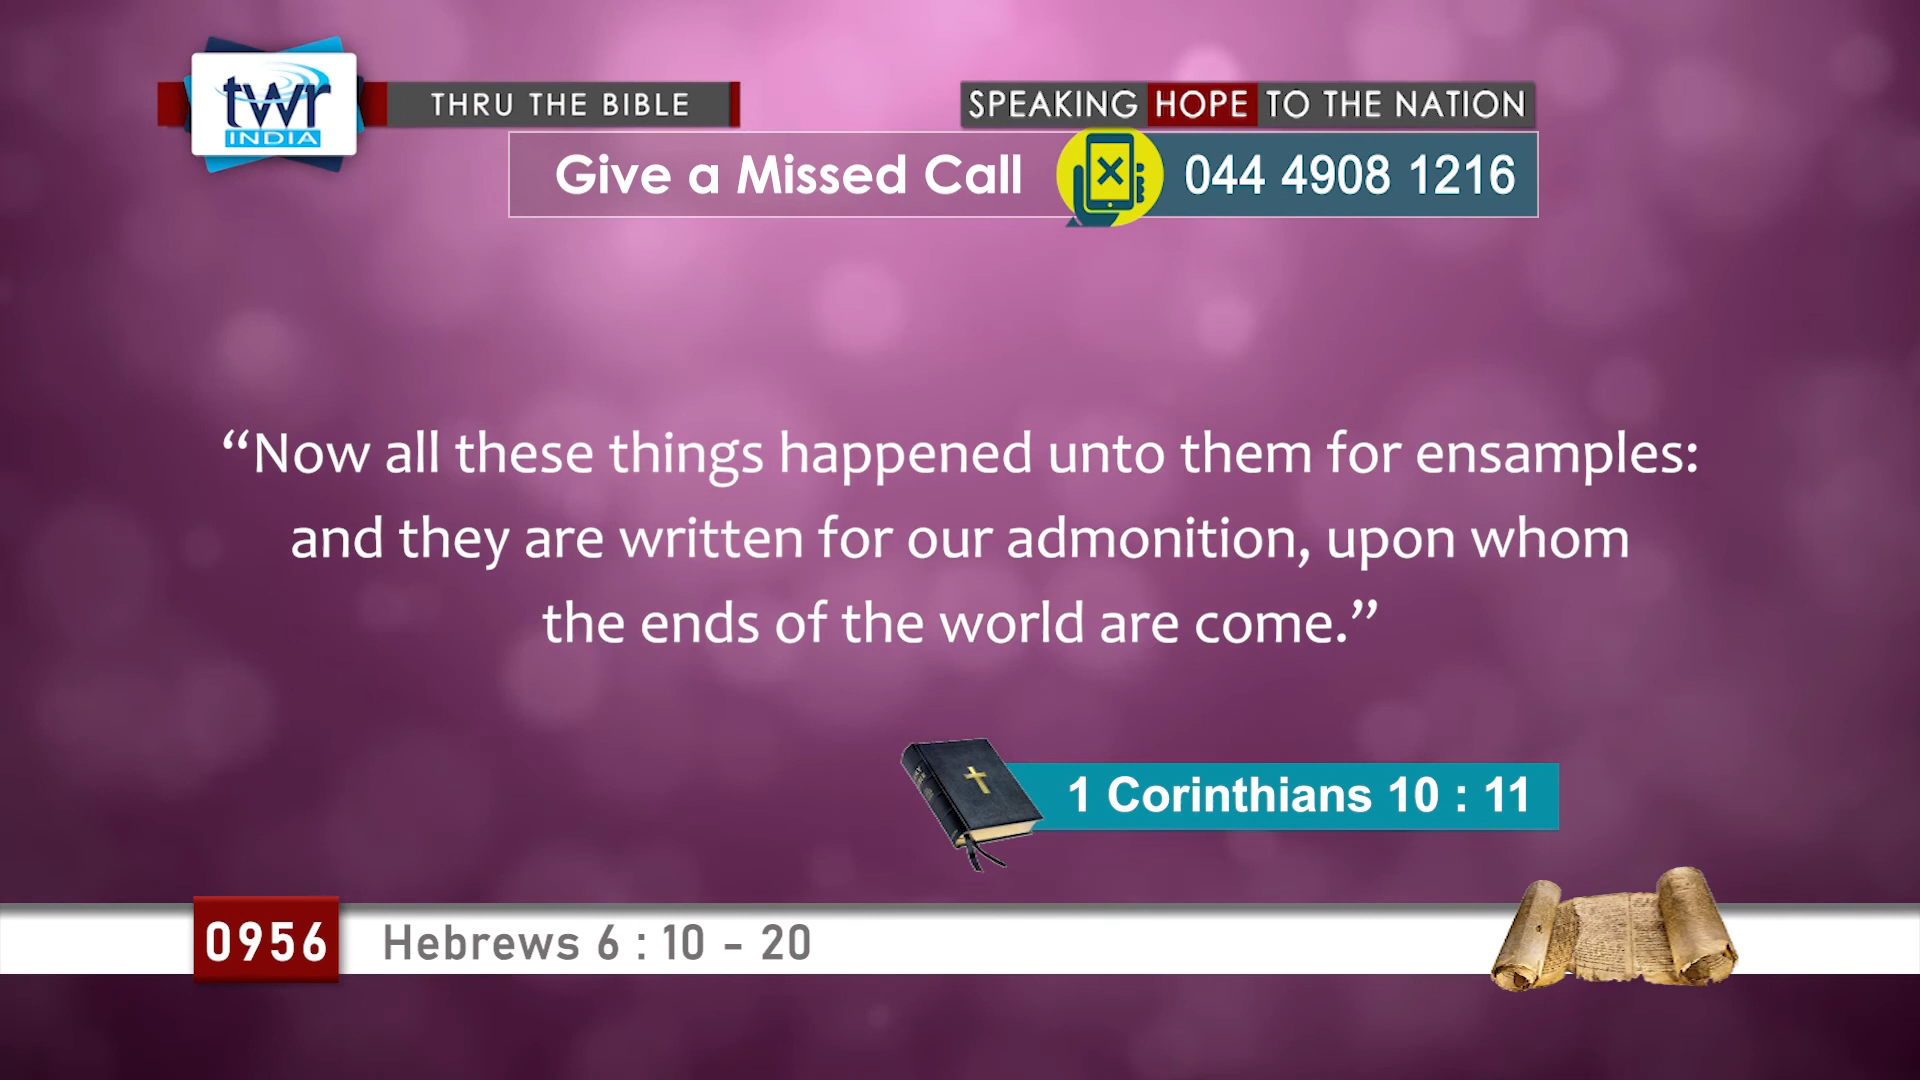 twr
INDIA
THRU THE BIBLE
SPEAKING HOPE TO THE NATION
Give a Missed Call
044 4908 1216
“Now all these things happened unto them for ensamples:
and they are written for our admonition, upon whom
the ends of the world are come.”
1 Corinthians 10 : 11
0956
Hebrews 6 : 10 - 20